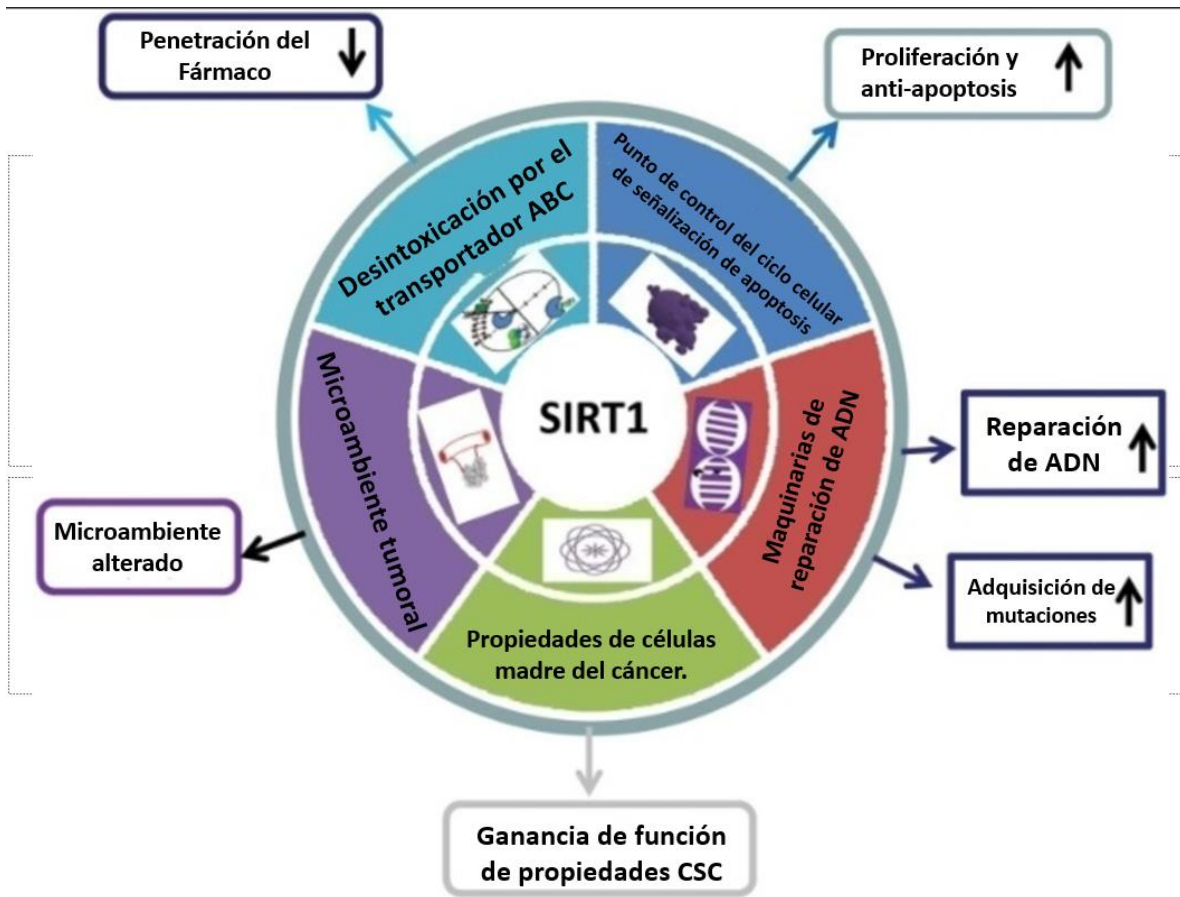 Penetración del
Fármaco
Proliferación y
anti-apoptosis
Desintoxicación por el
transportador ABC
Punto de control del ciclo celular
de señalización de apoptosis
SIRT1
Microambiente tumoral
Maquinarias de
reparación de ADN
Reparación
de ADN
Microambiente
alterado
Adquisición de
mutaciones
Propiedades de células
madre del cáncer.
Ganancia de función
de propiedades CSC